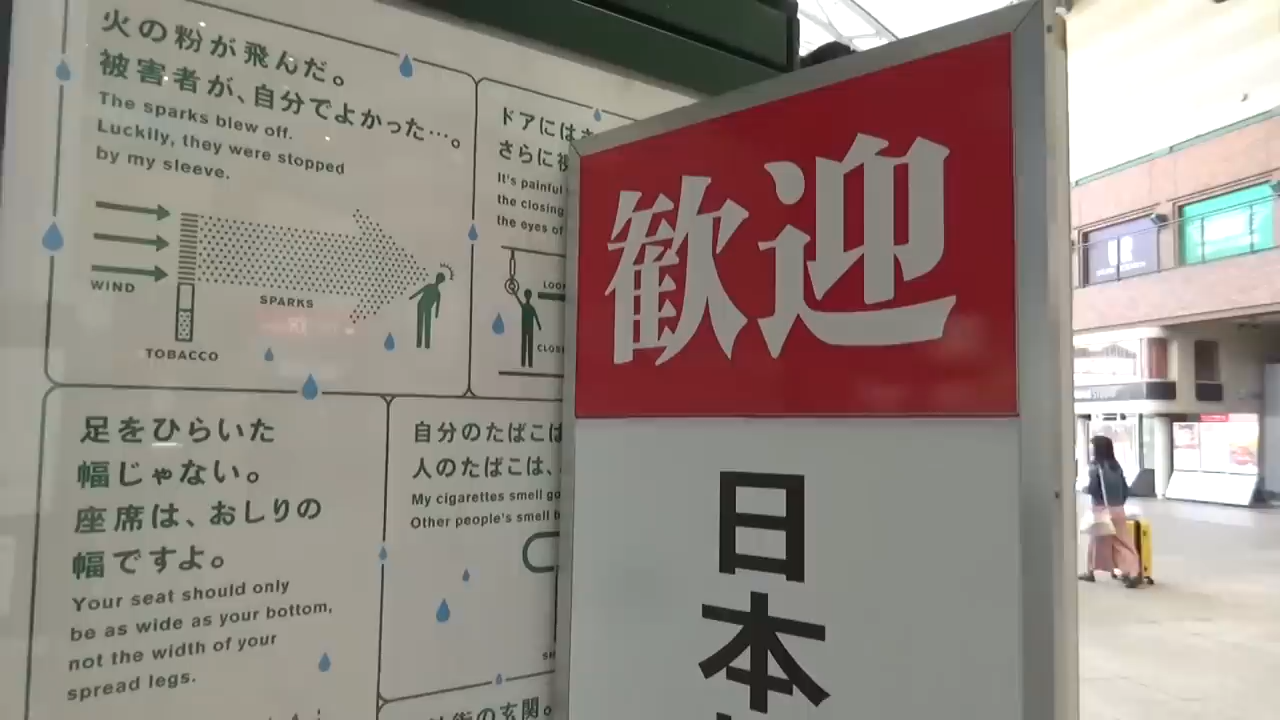 火の粉が飛んだ。
被害者が、自分でよかった…。
The sparks blew off.
Luckily, they were stopped
by my sleeve.
WIND
SPARKS
TOBACCO
ドアには
さらに
It's painful
the closing
the eyes of
足をひらいた
幅じゃない。
座席は、おしりの
幅ですよ。
Your seat should only
be as wide as your bottom,
not the width of your
spread legs.
自分のたばこは
人のたばこは、
My cigarettes smell
Other people's smell
の玄関。
歓迎
日本